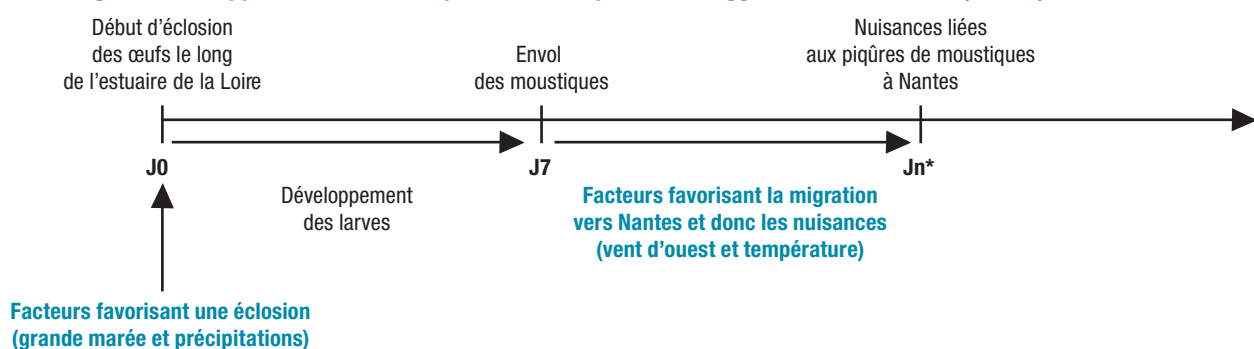 Début d'éclosion
des œufs le long
de l'estuaire de la Loire
Envol
des moustiques
Nuisances liées
aux piqûres de moustiques
à Nantes
J0
J7
Jn*
Développement
des larves
Facteurs favorisant la migration
vers Nantes et donc les nuisances
(vent d'ouest et température)
Facteurs favorisant une éclosion
(grande marée et précipitations)